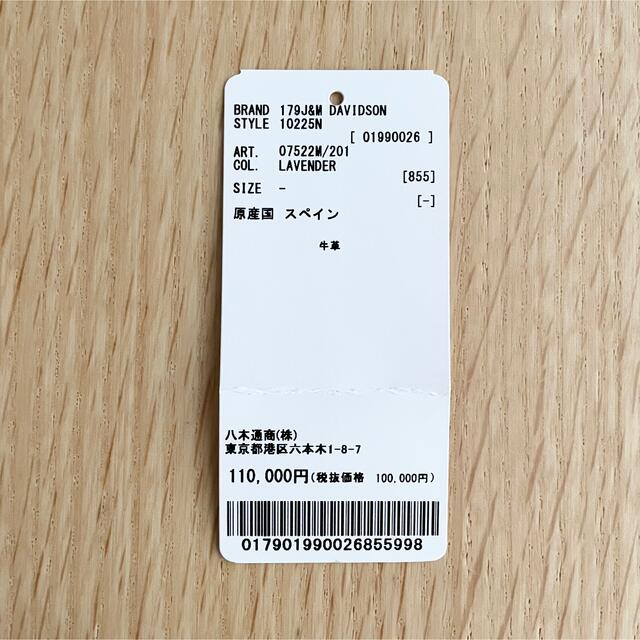 BRAND 179J&M DAVIDSON
STYLE 10225N
[ 01990026 ]
ART. 07522M/201
COL. LAVENDER
[855]
SIZE -
[-]
原産国 スペイン
牛革
八木通商(株)
東京都港区六本木1-8-7
110,000円(税抜価格 100,000円)
017901990026855998